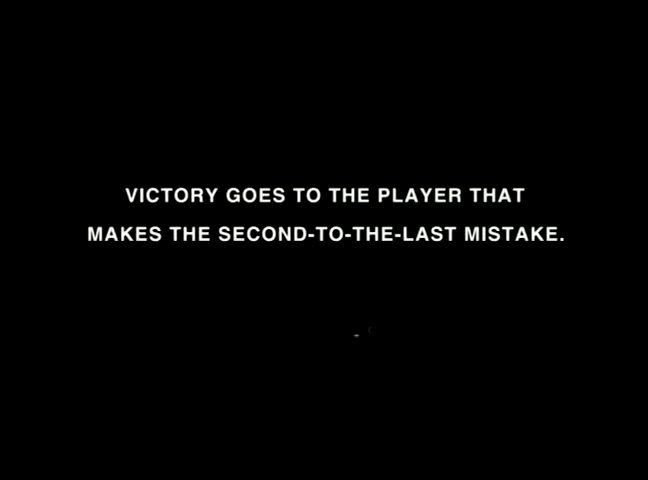 VICTORY GOES TO THE PLAYER THAT
MAKES THE SECOND-TO-THE-LAST MISTAKE.